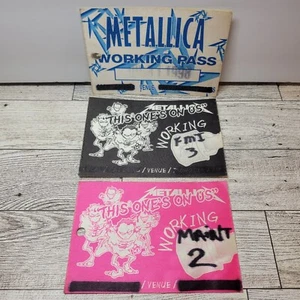 METALLICA
WORKING PASS
METALLICA
"THIS ONE'S ON US"
WORKING
FMI
3
/ VENUE /
METALLICA
"THIS ONE'S ON US"
WORKING
MAINT
2
/ VENUE /